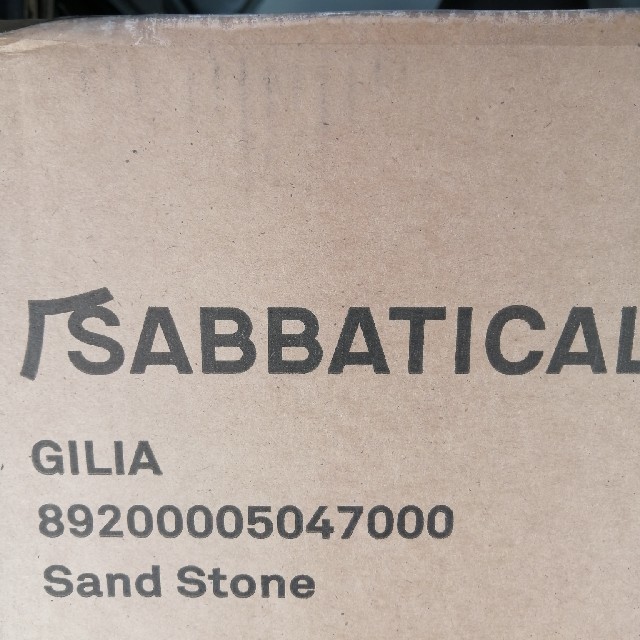 SABBATICAL
GILIA
89200005047000
Sand Stone